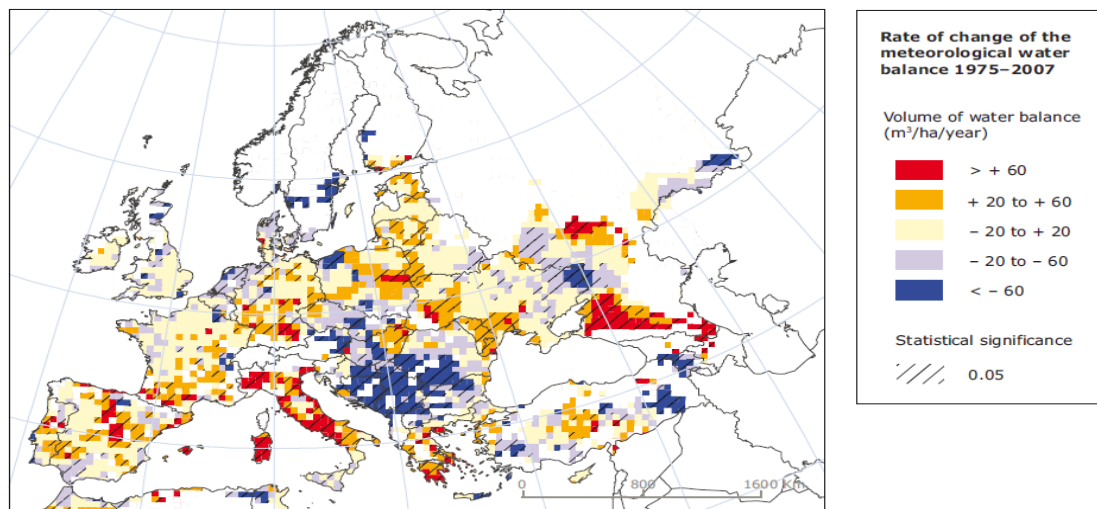 Rate of change of the
meteorological water
balance 1975–2007
Volume of water balance
(m³/ha/year)
> + 60
+ 20 to + 60
– 20 to + 20
– 20 to – 60
< – 60
Statistical significance
0.05
0 800 1600 Km